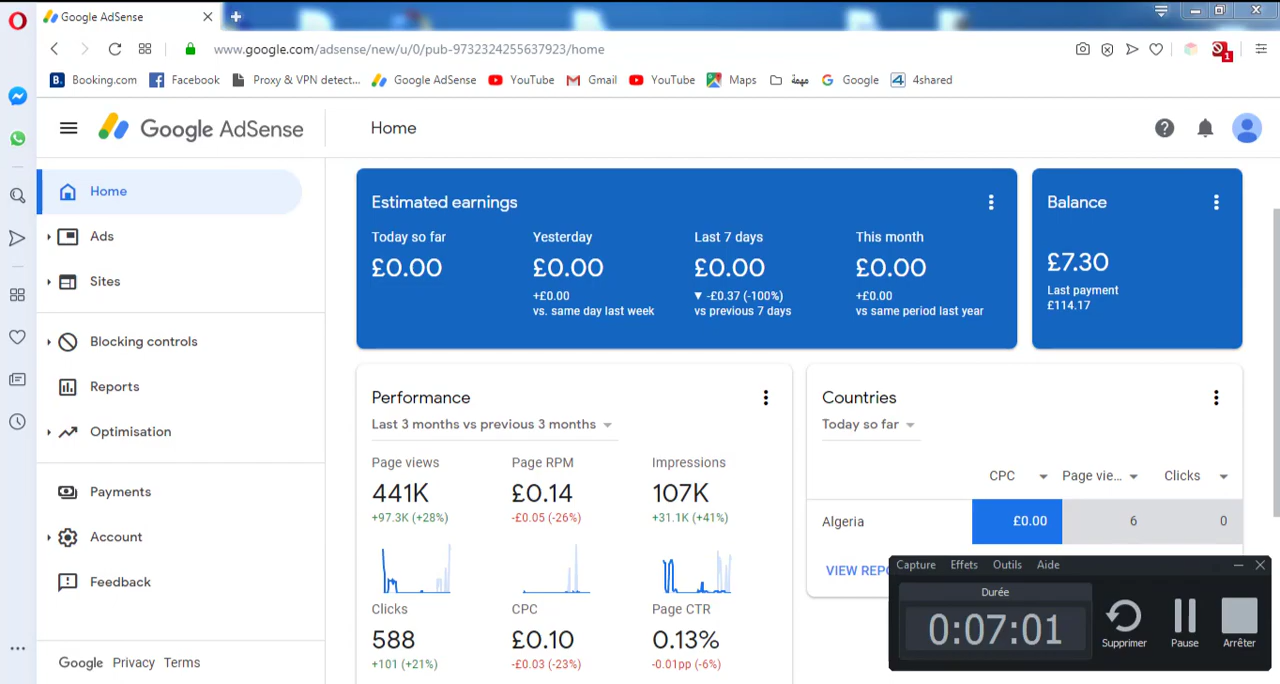 Google AdSense
www.google.com/adsense/new/u/0/pub-9732324255637923/home
1
Booking.com
Facebook
Proxy & VPN detect...
Google AdSense
YouTube
Gmail
YouTube
Maps
مهمة
Google
4shared
Google AdSense
Home
Home
Ads
Sites
Blocking controls
Reports
Optimisation
Payments
Account
Feedback
Google Privacy Terms
Estimated earnings
Today so far
£0.00
Yesterday
£0.00
+£0.00
vs. same day last week
Last 7 days
£0.00
▼ -£0.37 (-100%)
vs previous 7 days
This month
£0.00
+£0.00
vs same period last year
Balance
£7.30
Last payment
£114.17
Performance
Last 3 months vs previous 3 months
Page views
441K
+97.3K (+28%)
Page RPM
£0.14
-£0.05 (-26%)
Impressions
107K
+31.1K (+41%)
Clicks
588
+101 (+21%)
CPC
£0.10
-£0.03 (-23%)
Page CTR
0.13%
-0.01pp (-6%)
Countries
Today so far
CPC Page vie... Clicks
Algeria £0.00 6 0
VIEW REPO
Capture Effets Outils Aide
Durée
0:07:01
Supprimer
Pause
Arrêter